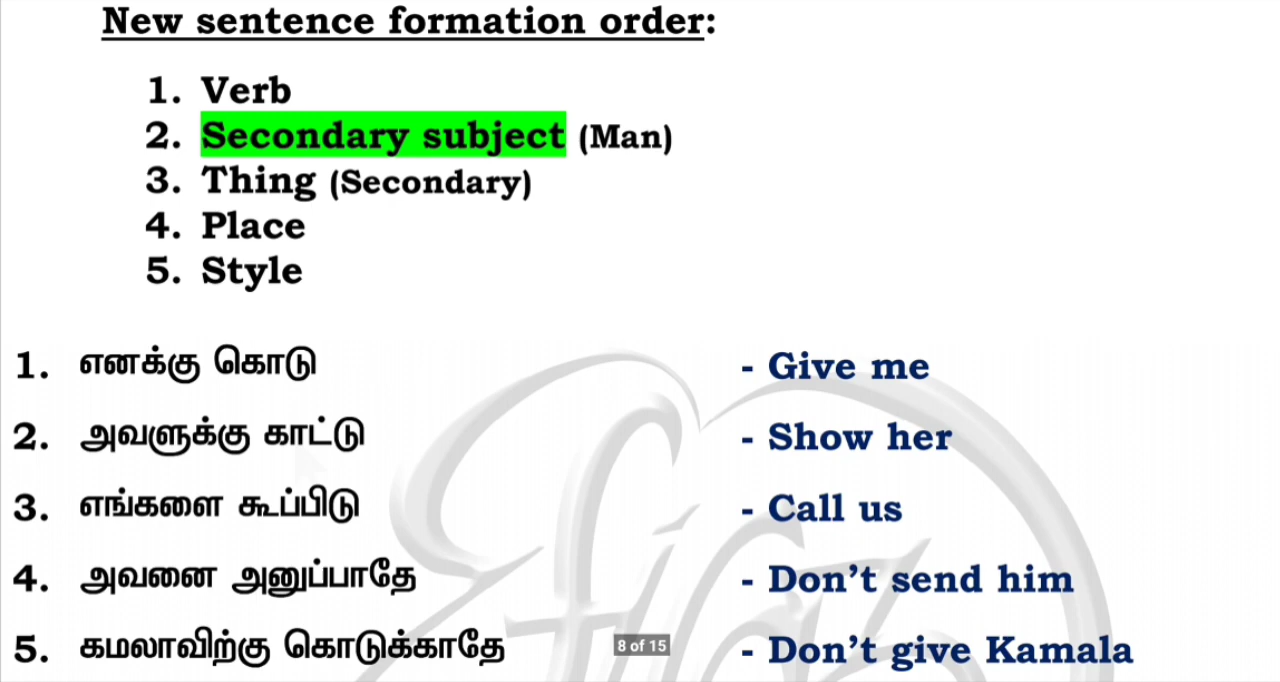 New sentence formation order:
1. Verb
2. Secondary subject (Man)
3. Thing (Secondary)
4. Place
5. Style
1. எனக்கு கொடு - Give me
2. அவளுக்கு காட்டு - Show her
3. எங்களை கூப்பிடு - Call us
4. அவனை அனுப்பாதே - Don’t send him
5. கமலாவிற்கு கொடுக்காதே - Don’t give Kamala
8 of 15